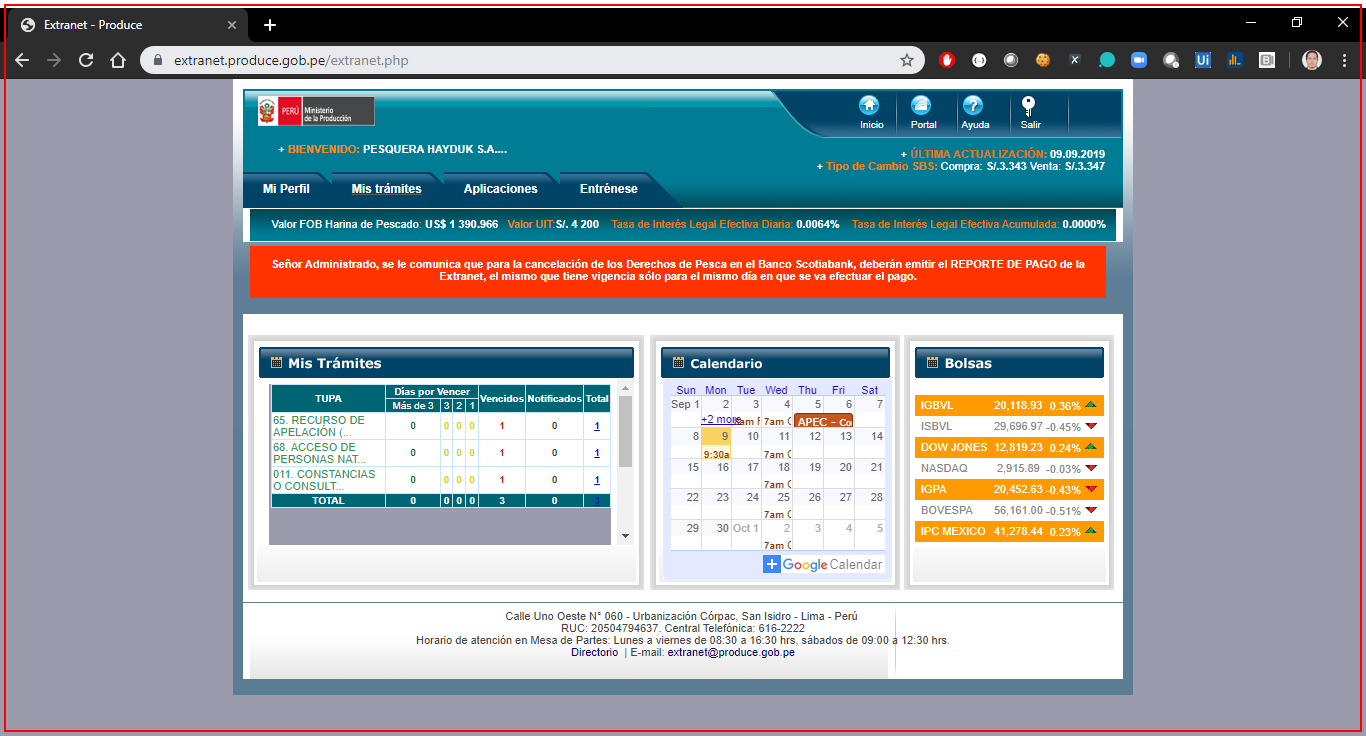 Extranet - Produce
extranet.produce.gob.pe/extranet.php
PERÚ Ministerio de la Producción
Inicio Portal Ayuda Salir
+ BIENVENIDO: PESQUERA HAYDUK S.A....
+ ÚLTIMA ACTUALIZACIÓN: 09.09.2019
+ Tipo de Cambio SBS: Compra: S/.3.343 Venta: S/.3.347
Mi Perfil Mis trámites Aplicaciones Entrénese
Valor FOB Harina de Pescado: US$ 1 390.966 Valor UIT:S/. 4 200 Tasa de Interés Legal Efectiva Diaria: 0.0064% Tasa de Interés Legal Efectiva Acumulada: 0.0000%
Señor Administrado, se le comunica que para la cancelación de los Derechos de Pesca en el Banco Scotiabank, deberán emitir el REPORTE DE PAGO de la
Extranet, el mismo que tiene vigencia sólo para el mismo día en que se va efectuar el pago.
Mis Trámites
TUPA Días por Vencer Vencidos Notificados Total
Más de 3 3 2 1
65. RECURSO DE
APELACIÓN (... 0 0 0 0 1 0 1
68. ACCESO DE
PERSONAS NAT... 0 0 0 0 1 0 1
011. CONSTANCIAS
O CONSULT... 0 0 0 0 1 0 1
TOTAL 0 0 0 0 3 0 3
Calendario
Sun Mon Tue Wed Thu Fri Sat
Sep 1 2 3 4 5 6 7
+2 more 7am C APEC - Co
8 9 10 11 12 13 14
9:30a 7am C
15 16 17 18 19 20 21
7am C
22 23 24 25 26 27 28
7am C
29 30 Oct 1 2 3 4 5
7am C
+ Google Calendar
Bolsas
IGBVL 20,118.93 0.36%
ISBVL 29,696.97 -0.45%
DOW JONES 12,819.23 0.24%
NASDAQ 2,915.89 -0.03%
IGPA 20,452.63 -0.43%
BOVESPA 56,161.00 -0.51%
IPC MEXICO 41,278.44 0.23%
Calle Uno Oeste N° 060 - Urbanización Córpac, San Isidro - Lima - Perú
RUC: 20504794637. Central Telefónica: 616-2222
Horario de atención en Mesa de Partes: Lunes a viernes de 08:30 a 16:30 hrs, sábados de 09:00 a 12:30 hrs.
Directorio | E-mail: extranet@produce.gob.pe